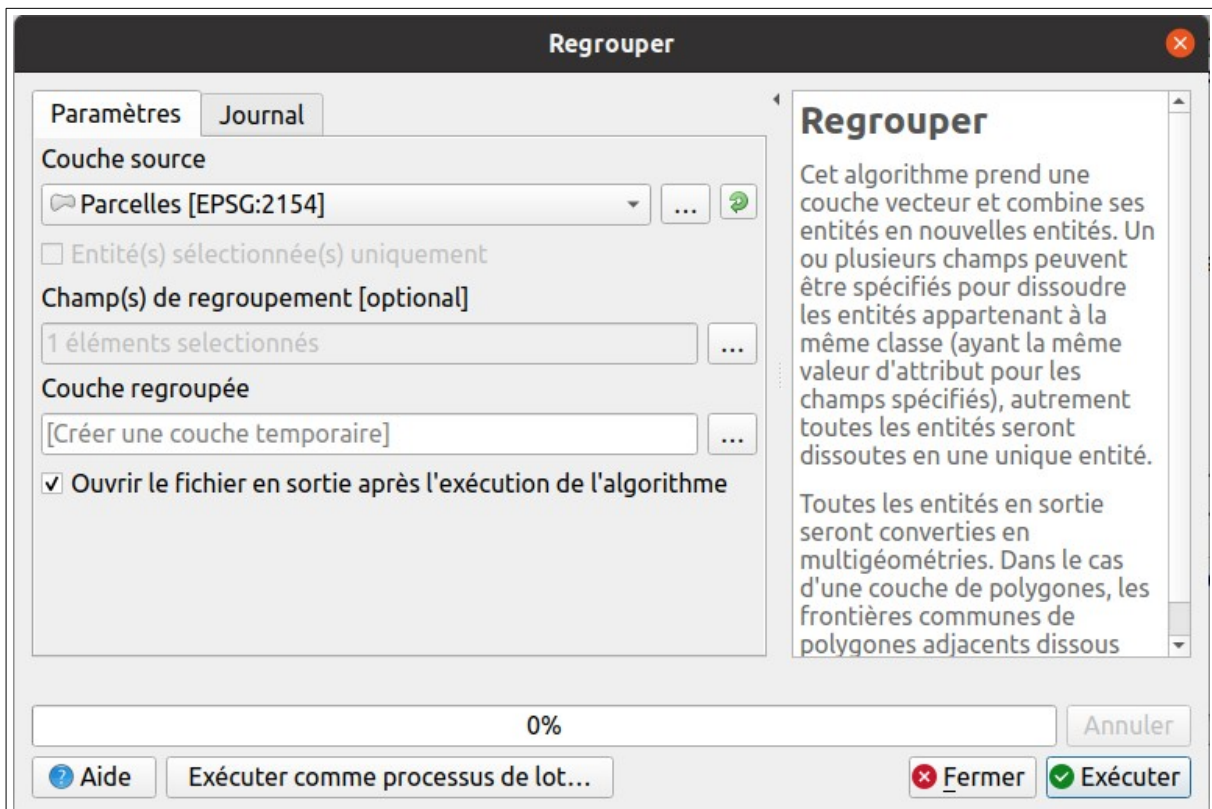 Regrouper
Paramètres
Journal
Couche source
Parcelles [EPSG:2154]
...
Entité(s) sélectionnée(s) uniquement
Champ(s) de regroupement [optional]
1 éléments selectionnés
...
Couche regroupée
[Créer une couche temporaire]
...
Ouvrir le fichier en sortie après l'exécution de l'algorithme
Regrouper
Cet algorithme prend une
couche vecteur et combine ses
entités en nouvelles entités. Un
ou plusieurs champs peuvent
être spécifiés pour dissoudre
les entités appartenant à la
même classe (ayant la même
valeur d'attribut pour les
champs spécifiés), autrement
toutes les entités seront
dissoutes en une unique entité.
Toutes les entités en sortie
seront converties en
multigéométries. Dans le cas
d'une couche de polygones, les
frontières communes de
polygones adjacents dissous
0%
Annuler
Aide
Exécuter comme processus de lot...
Fermer
Exécuter